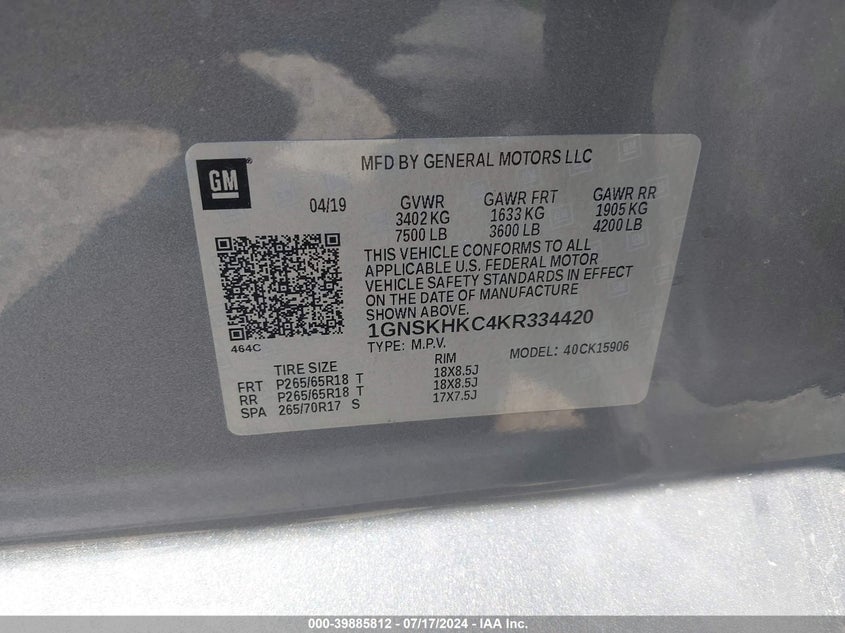 MFD BY GENERAL MOTORS LLC
GM®
04/19
GVWR
3402 KG
7500 LB
GAWR FRT
1633 KG
3600 LB
GAWR RR
1905 KG
4200 LB
THIS VEHICLE CONFORMS TO ALL
APPLICABLE U.S. FEDERAL MOTOR
VEHICLE SAFETY STANDARDS IN EFFECT
ON THE DATE OF MANUFACTURE
SHOWN ABOVE.
1GNSKHKC4KR334420
464C
TYPE: M.P.V.
MODEL: 40CK15906
TIRE SIZE
RIM
FRT P265/65R18 T 18X8.5J
RR P265/65R18 T 18X8.5J
SPA 265/70R17 S 17X7.5J
000-39885812 - 07/17/2024 - IAA Inc.